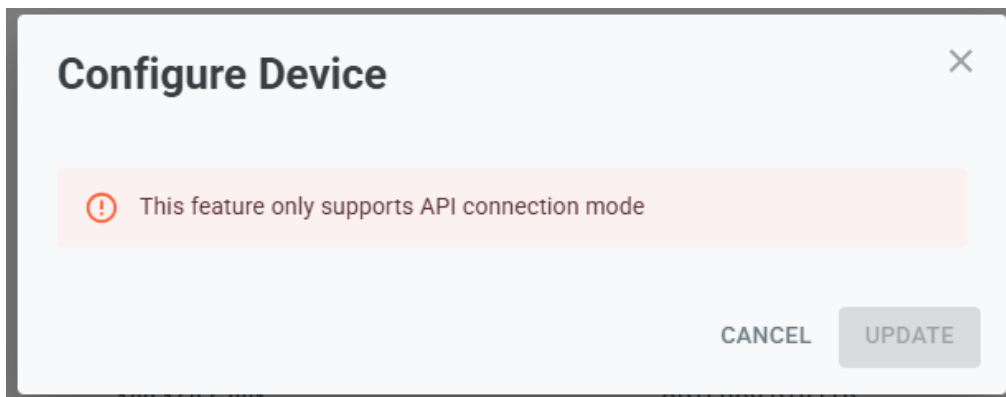 Configure Device
This feature only supports API connection mode
CANCEL
UPDATE